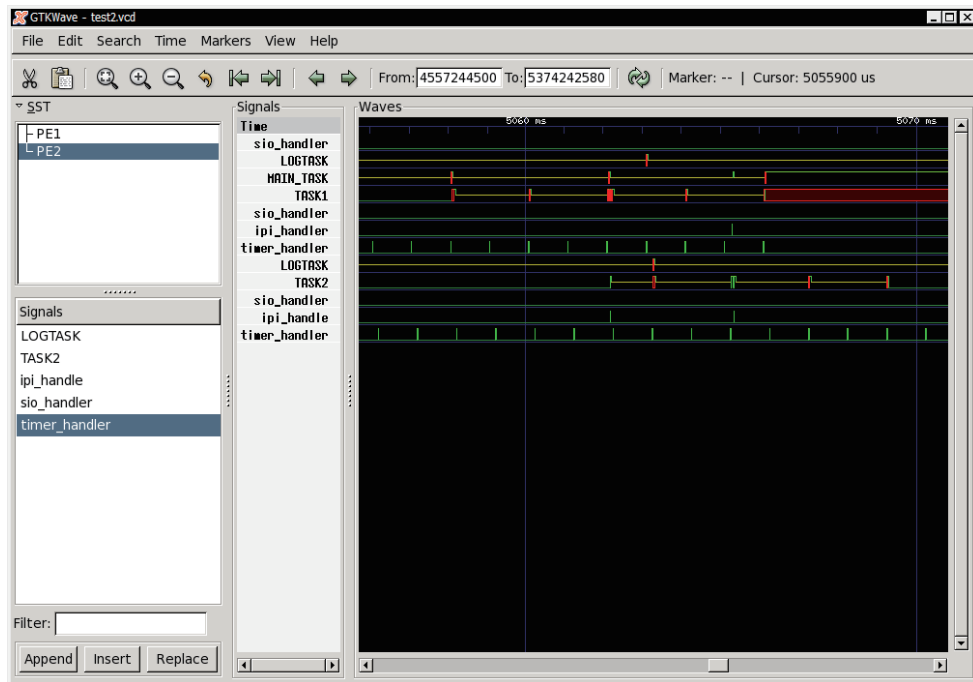 GTKWave - test2.vcd
File Edit Search Time Markers View Help
From: 4557244500 To: 5374242580 Marker: -- | Cursor: 5055900 us
SST
PE1
PE2
Signals
LOGTASK
TASK2
ipi_handle
sio_handler
timer_handler
Filter:
Append Insert Replace
Signals
Time
sio_handler
LOGTASK
MAIN_TASK
TASK1
sio_handler
ipi_handler
timer_handler
LOGTASK
TASK2
sio_handler
ipi_handle
timer_handler
Waves
5060 ms 5070 ms